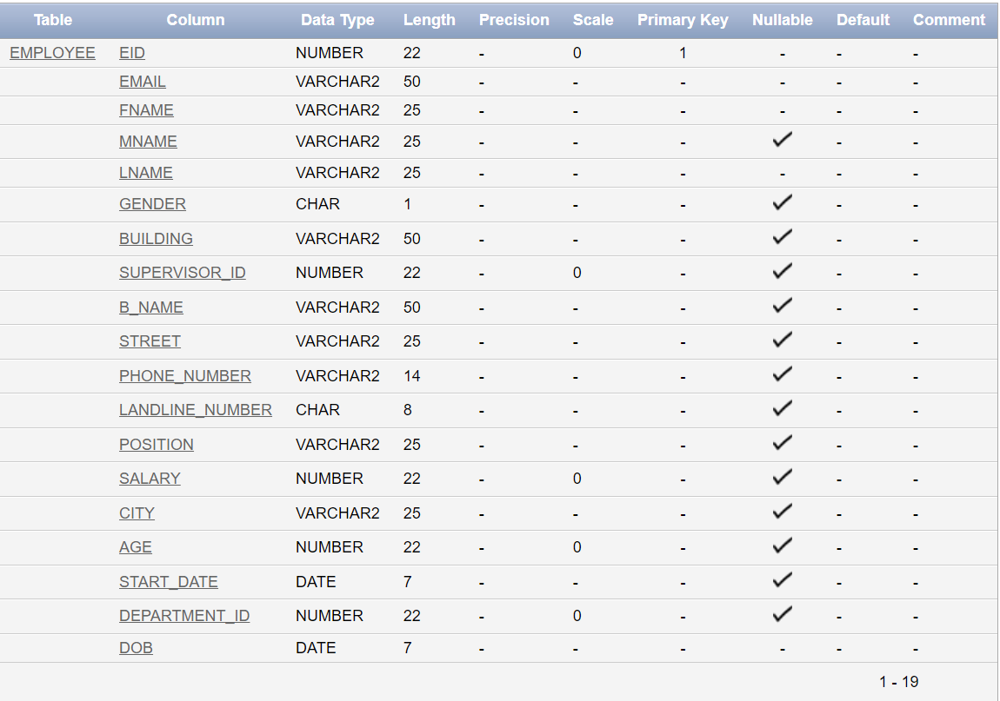 Table Column Data Type Length Precision Scale Primary Key Nullable Default Comment
EMPLOYEE EID NUMBER 22 - 0 1 - - -
EMAIL VARCHAR2 50 - - - - - -
FNAME VARCHAR2 25 - - - - - -
MNAME VARCHAR2 25 - - - ✓ - -
LNAME VARCHAR2 25 - - - - - -
GENDER CHAR 1 - - - ✓ - -
BUILDING VARCHAR2 50 - - - ✓ - -
SUPERVISOR_ID NUMBER 22 - 0 - ✓ - -
B_NAME VARCHAR2 50 - - - ✓ - -
STREET VARCHAR2 25 - - - ✓ - -
PHONE_NUMBER VARCHAR2 14 - - - ✓ - -
LANDLINE_NUMBER CHAR 8 - - - ✓ - -
POSITION VARCHAR2 25 - - - ✓ - -
SALARY NUMBER 22 - 0 - ✓ - -
CITY VARCHAR2 25 - - - ✓ - -
AGE NUMBER 22 - 0 - ✓ - -
START_DATE DATE 7 - - - ✓ - -
DEPARTMENT_ID NUMBER 22 - 0 - ✓ - -
DOB DATE 7 - - - - - -
1 - 19